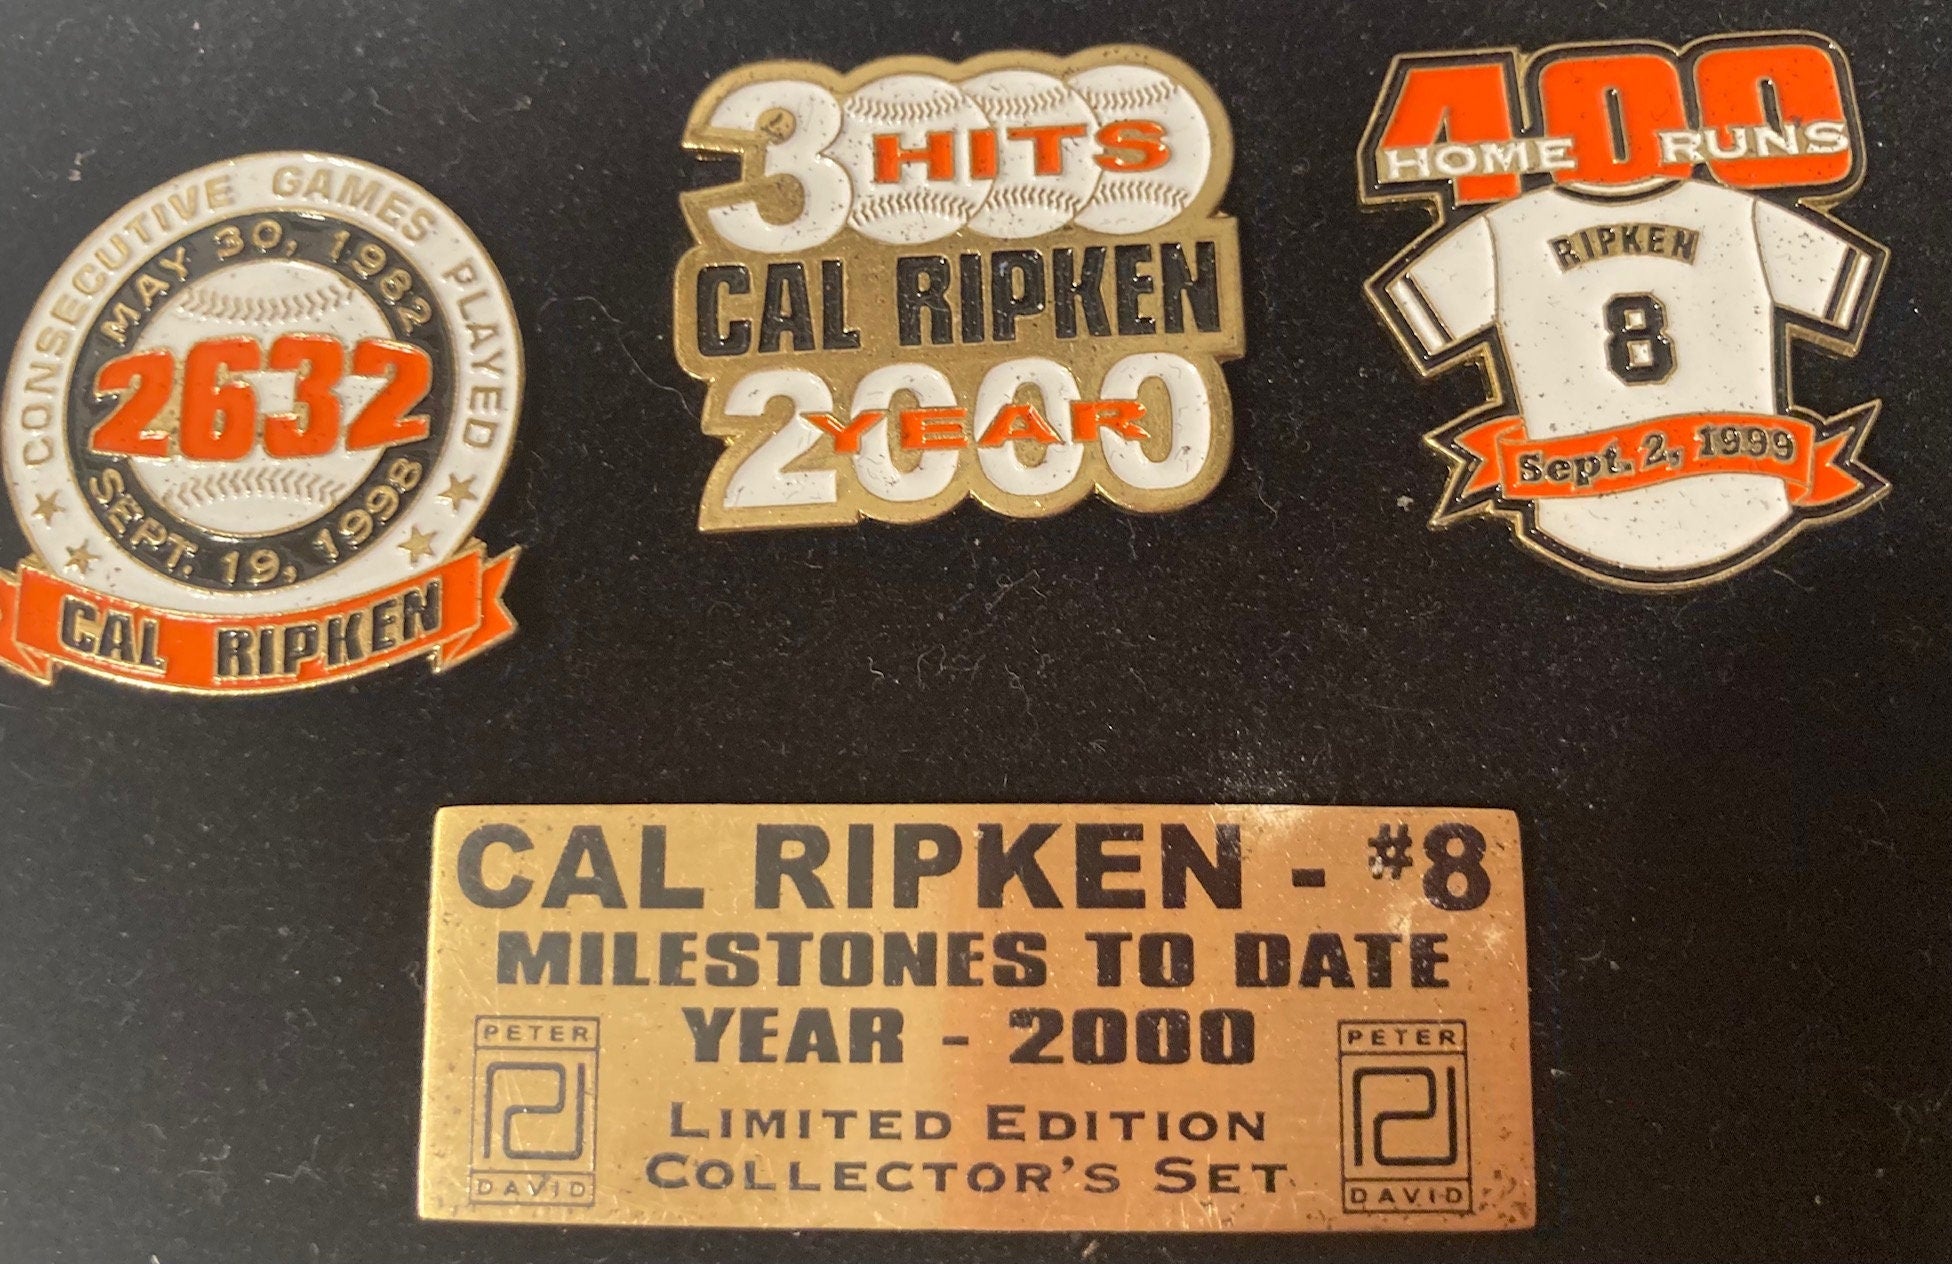 CONSECUTIVE GAMES PLAYED
MAY 30, 1982
2632
SEPT. 19, 1998
CAL RIPKEN
3000
HITS
CAL RIPKEN
2000
YEAR
400
HOME RUNS
RIPKEN
8
Sept. 2, 1999
CAL RIPKEN - #8
MILESTONES TO DATE
YEAR - 2000
LIMITED EDITION
COLLECTOR'S SET
PETER
DAVID
PETER
DAVID